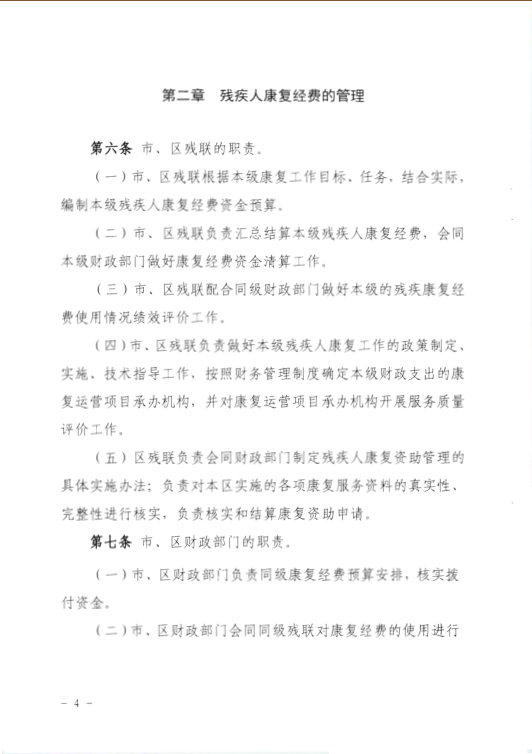 第二章　残疾人康复经费的管理
第六条 市、区残联的职责。
（一）市、区残联根据本级康复工作目标、任务，结合实际，
编制本级残疾人康复经费资金预算。
（二）市、区残联负责汇总结算本级残疾人康复经费，会同
本级财政部门做好康复经费资金清算工作。
（三）市、区残联配合同级财政部门做好本级的残疾康复经
费使用情况绩效评价工作。
（四）市、区残联负责做好本级残疾人康复工作的政策制定、
实施、技术指导工作，按照财务管理制度确定本级财政支出的康
复运营项目承办机构，并对康复运营项目承办机构开展服务质量
评价工作。
（五）区残联负责会同财政部门制定残疾人康复资助管理的
具体实施办法；负责对本区实施的各项康复服务资料的真实性、
完整性进行核实，负责核实和结算康复资助申请。
第七条 市、区财政部门的职责。
（一）市、区财政部门负责同级康复经费预算安排，核实拨
付资金。
（二）市、区财政部门会同同级残联对康复经费的使用进行
- 4 -